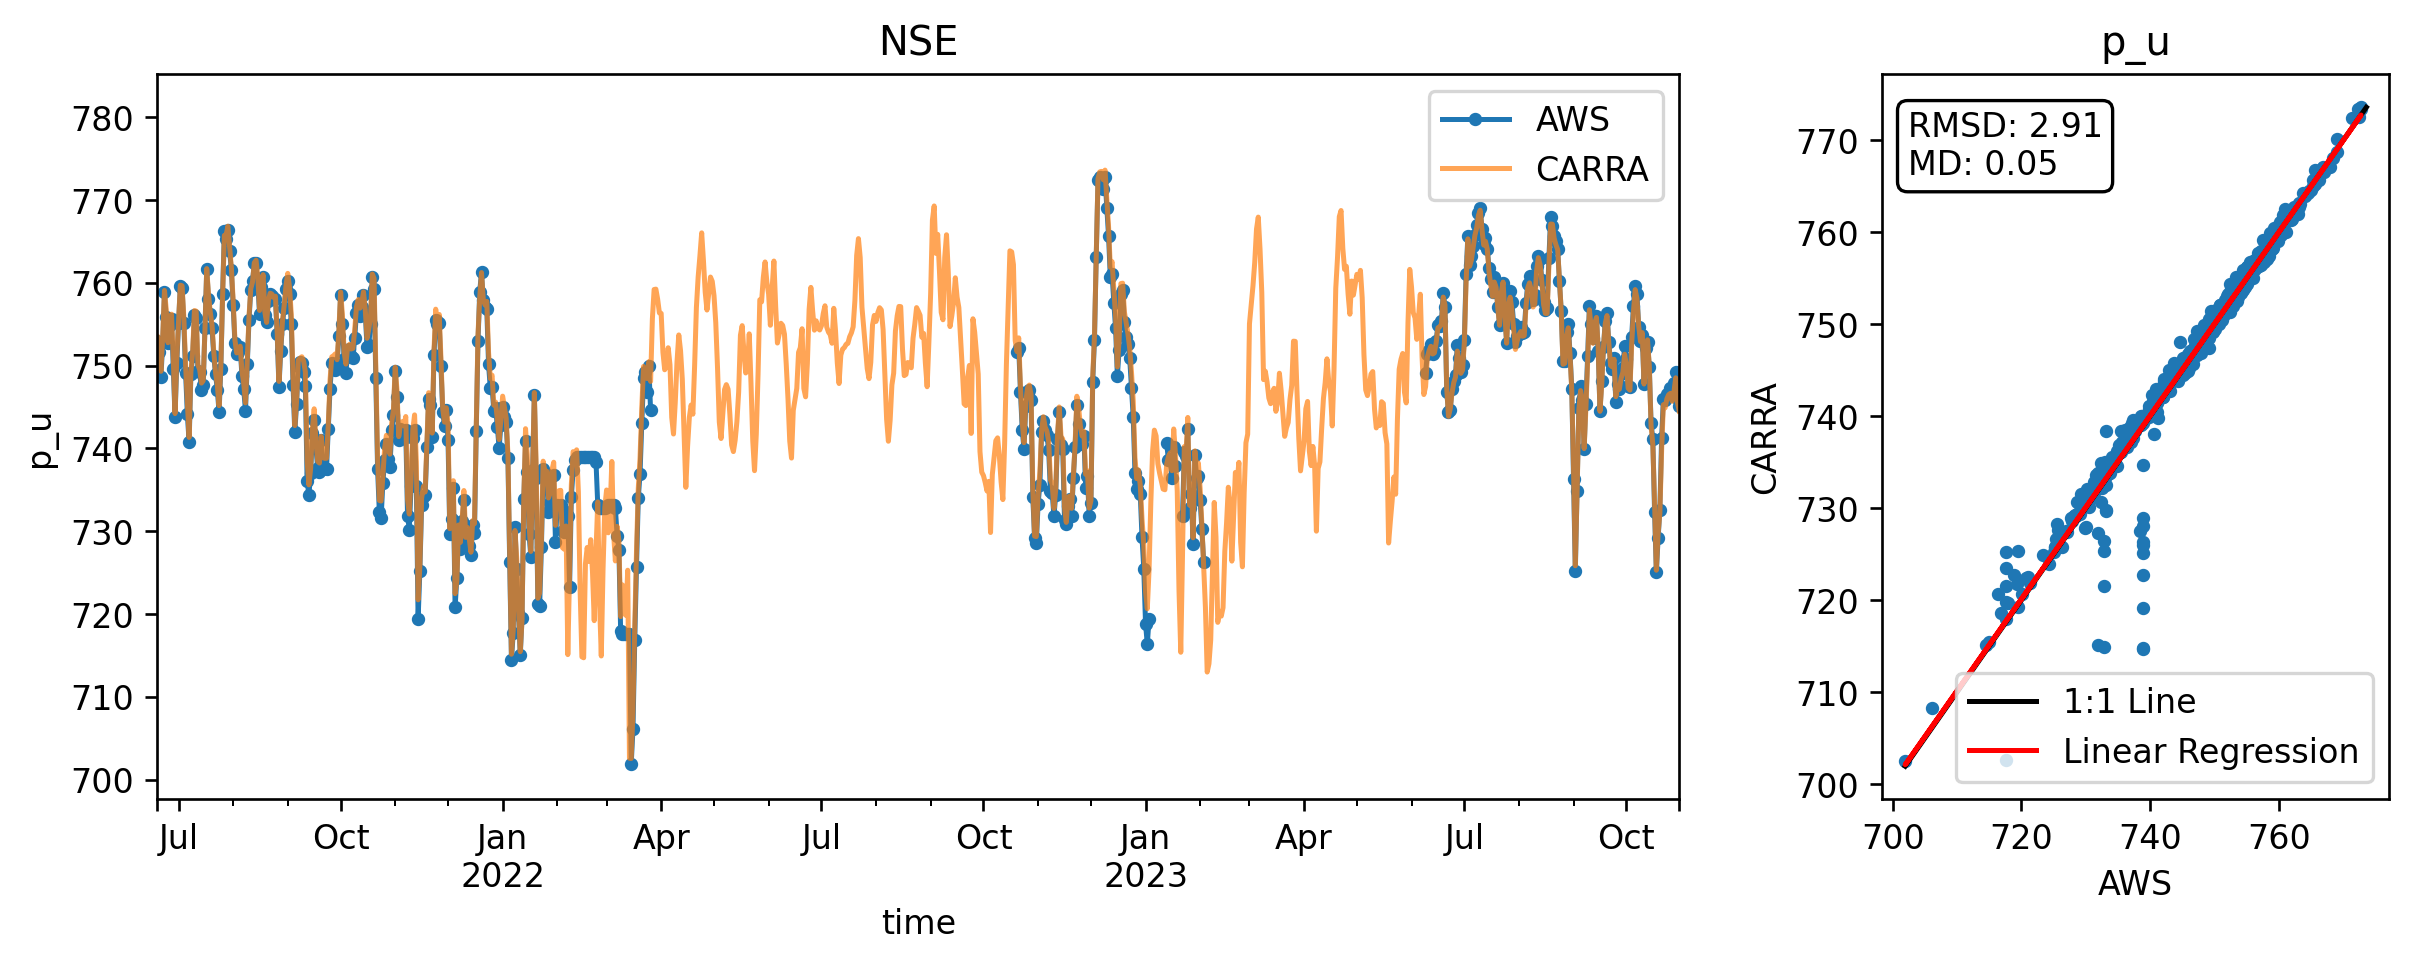 NSE
780
770
760
750
740
730
720
710
700
p_u
AWS
CARRA
Jul
Oct
Jan
2022
Apr
Jul
Oct
Jan
2023
Apr
Jul
Oct
time
p_u
RMSD: 2.91
MD: 0.05
770
760
750
740
730
720
710
700
CARRA
1:1 Line
Linear Regression
700
720
740
760
AWS